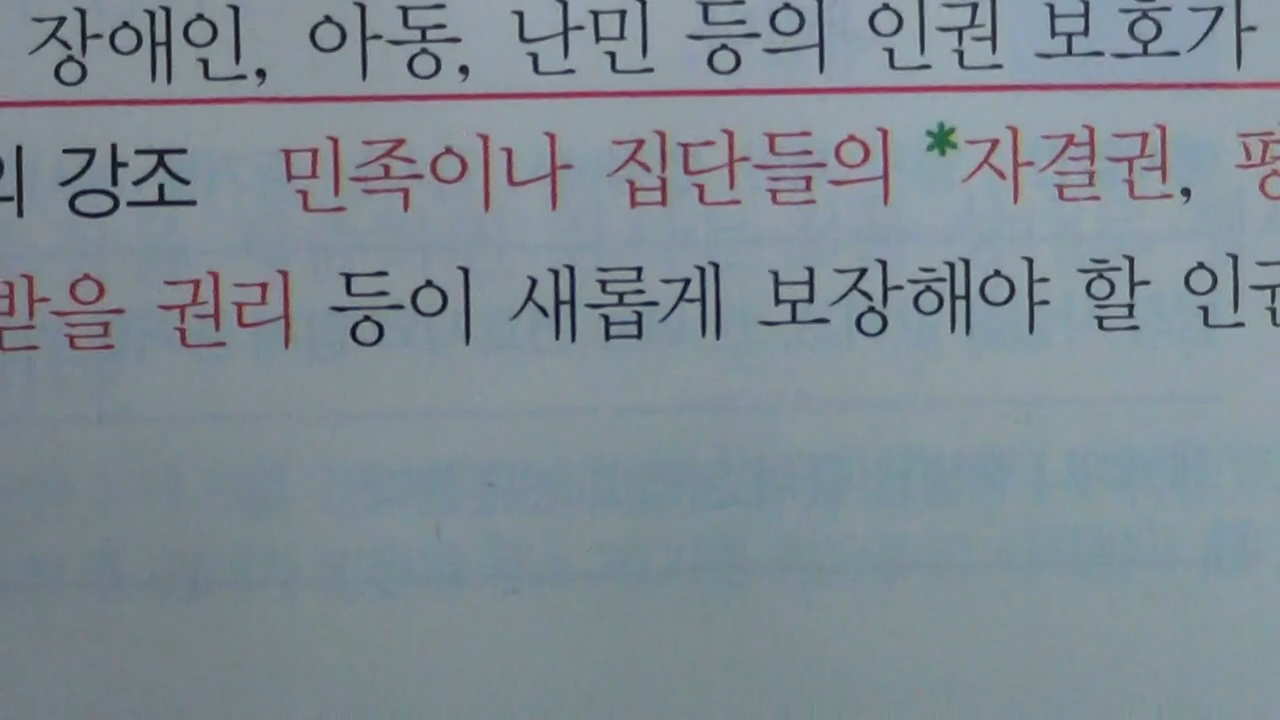 장애인, 아동, 난민 등의 인권 보호가
의 강조 민족이나 집단들의 *자결권,
받을 권리 등이 새롭게 보장해야 할